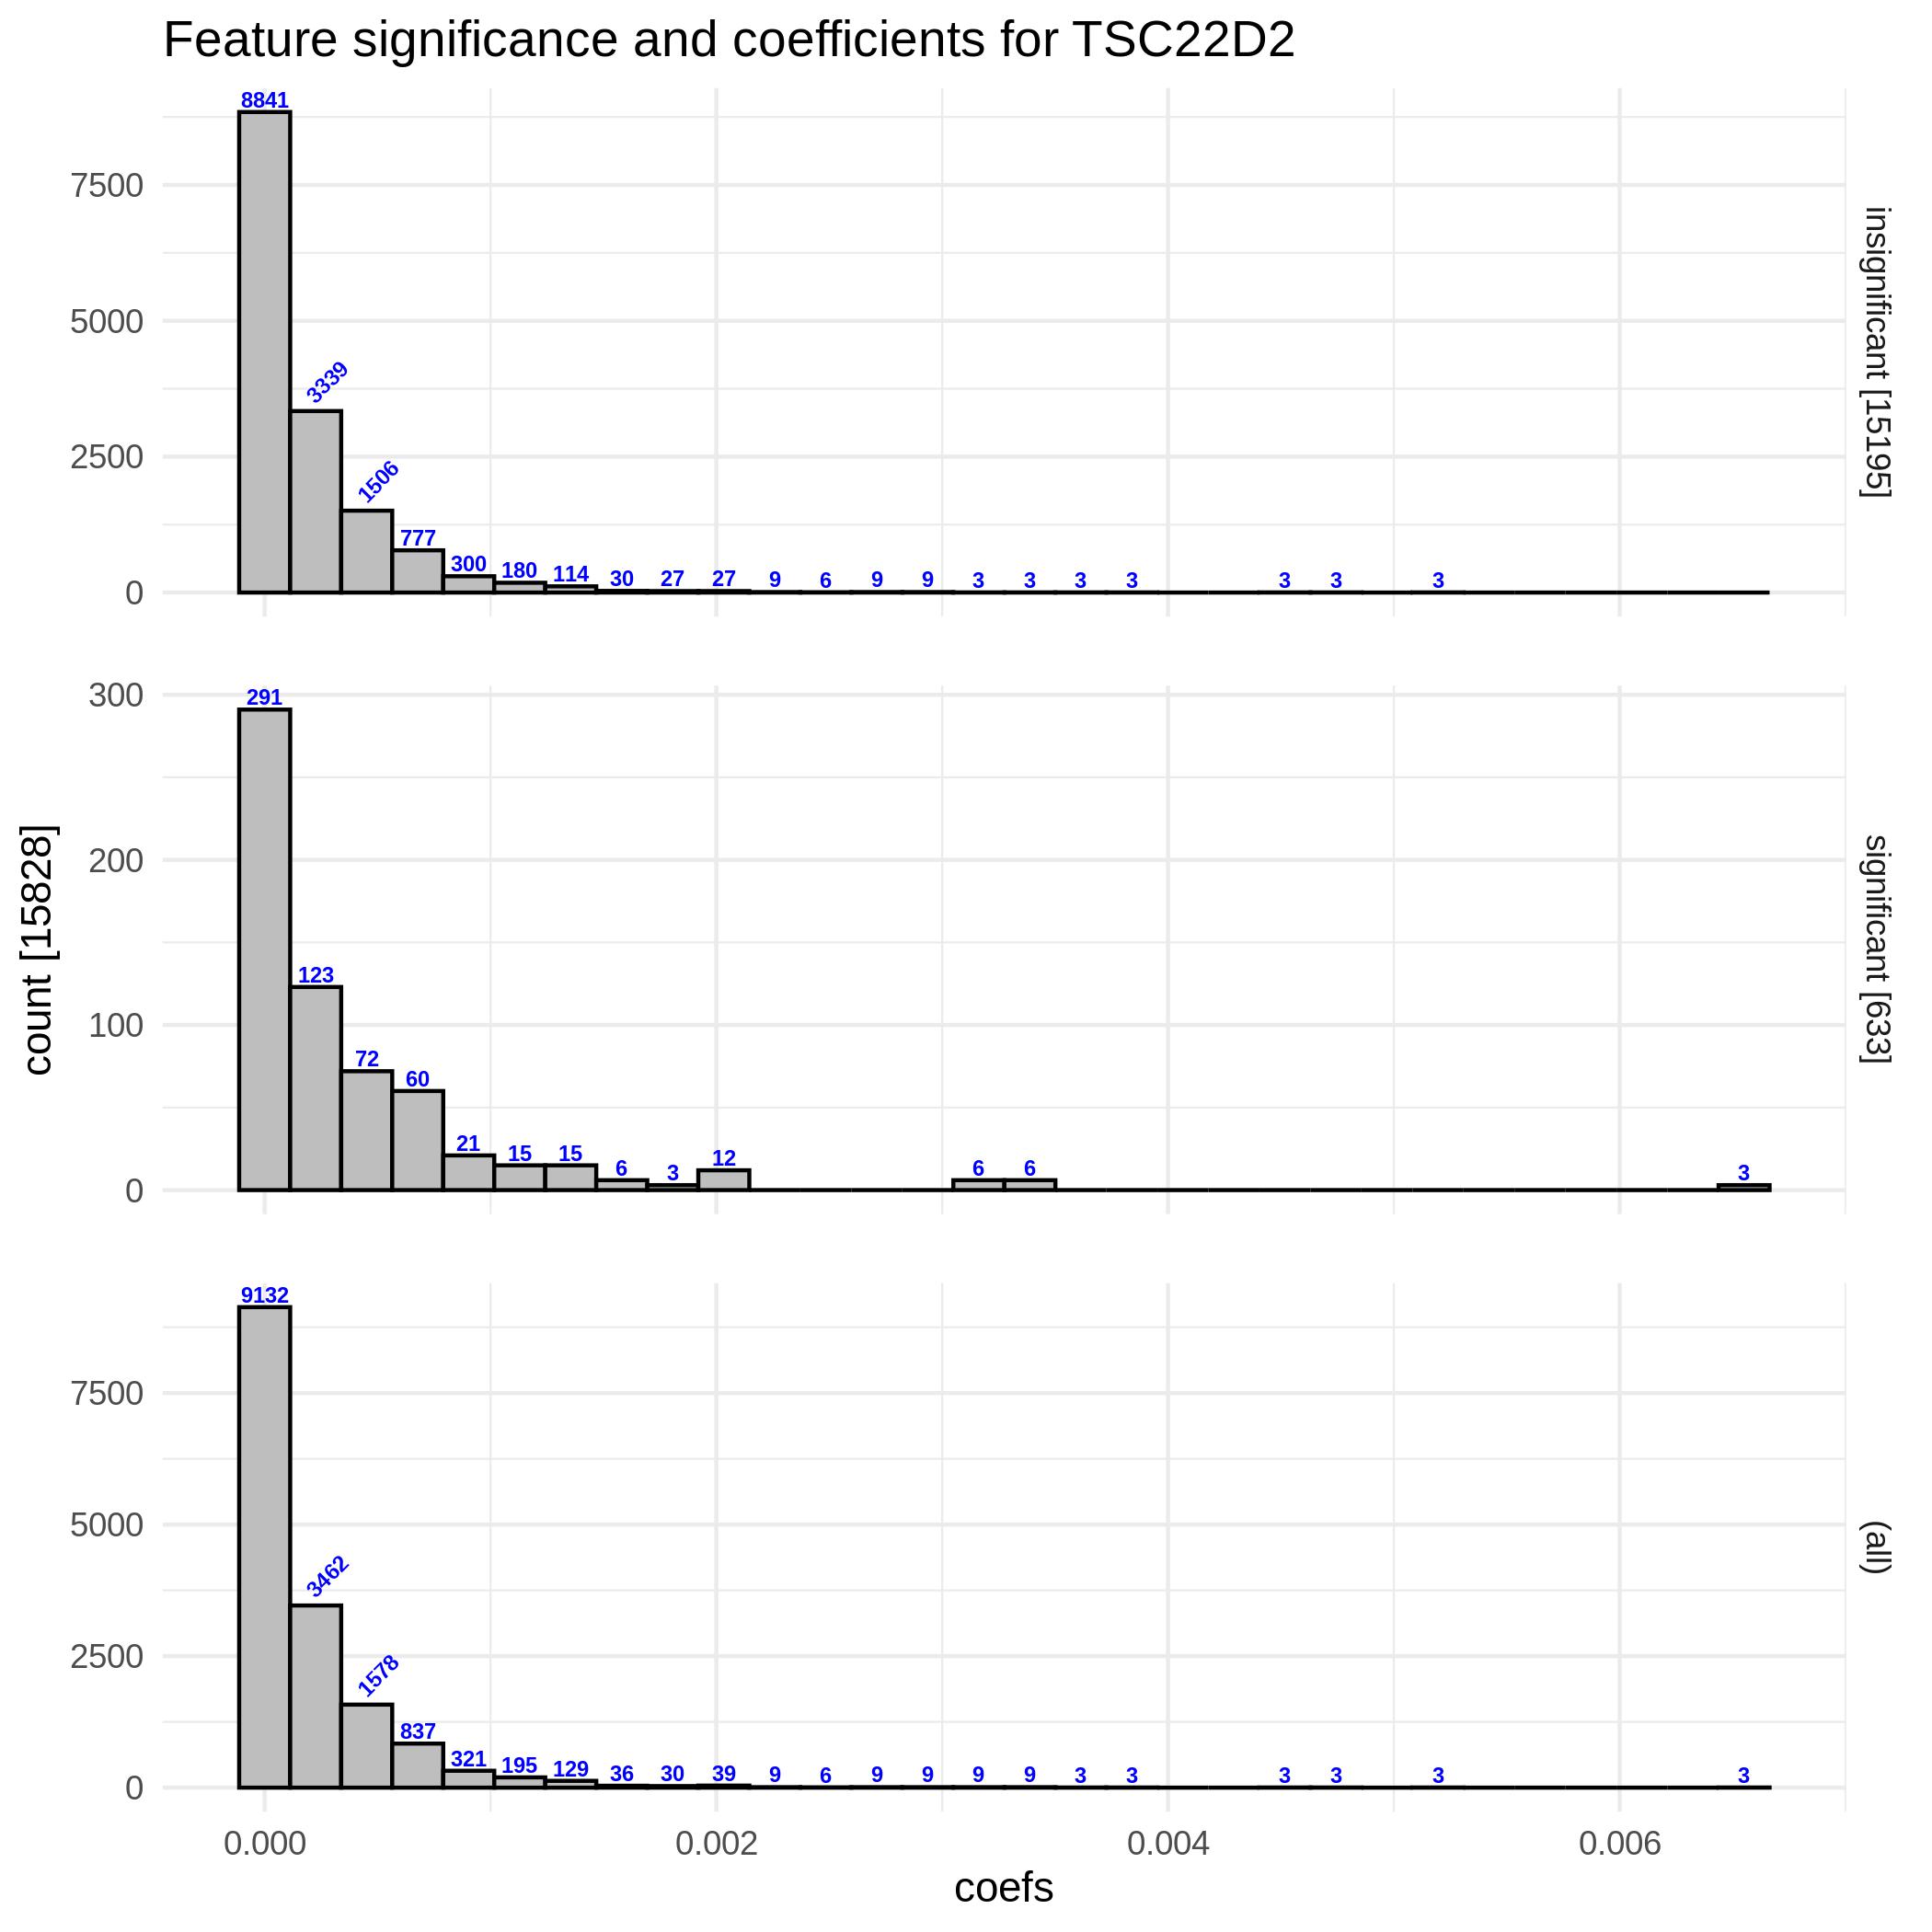 Feature significance and coefficients for TSC22D2
8841
7500
5000
2500
0
3339
1506
777
300 180 114 30 27 27 9 6 9 9 3 3 3 3 3 3 3
insignificant [15195]
300
200
100
0
291
123
72
60
21 15 15 6 3 12 6 6 3
significant [633]
count [15828]
9132
7500
5000
2500
0
3462
1578
837
321 195 129 36 30 39 9 6 9 9 9 9 3 3 3 3 3 3
(all)
0.000 0.002 0.004 0.006
coefs